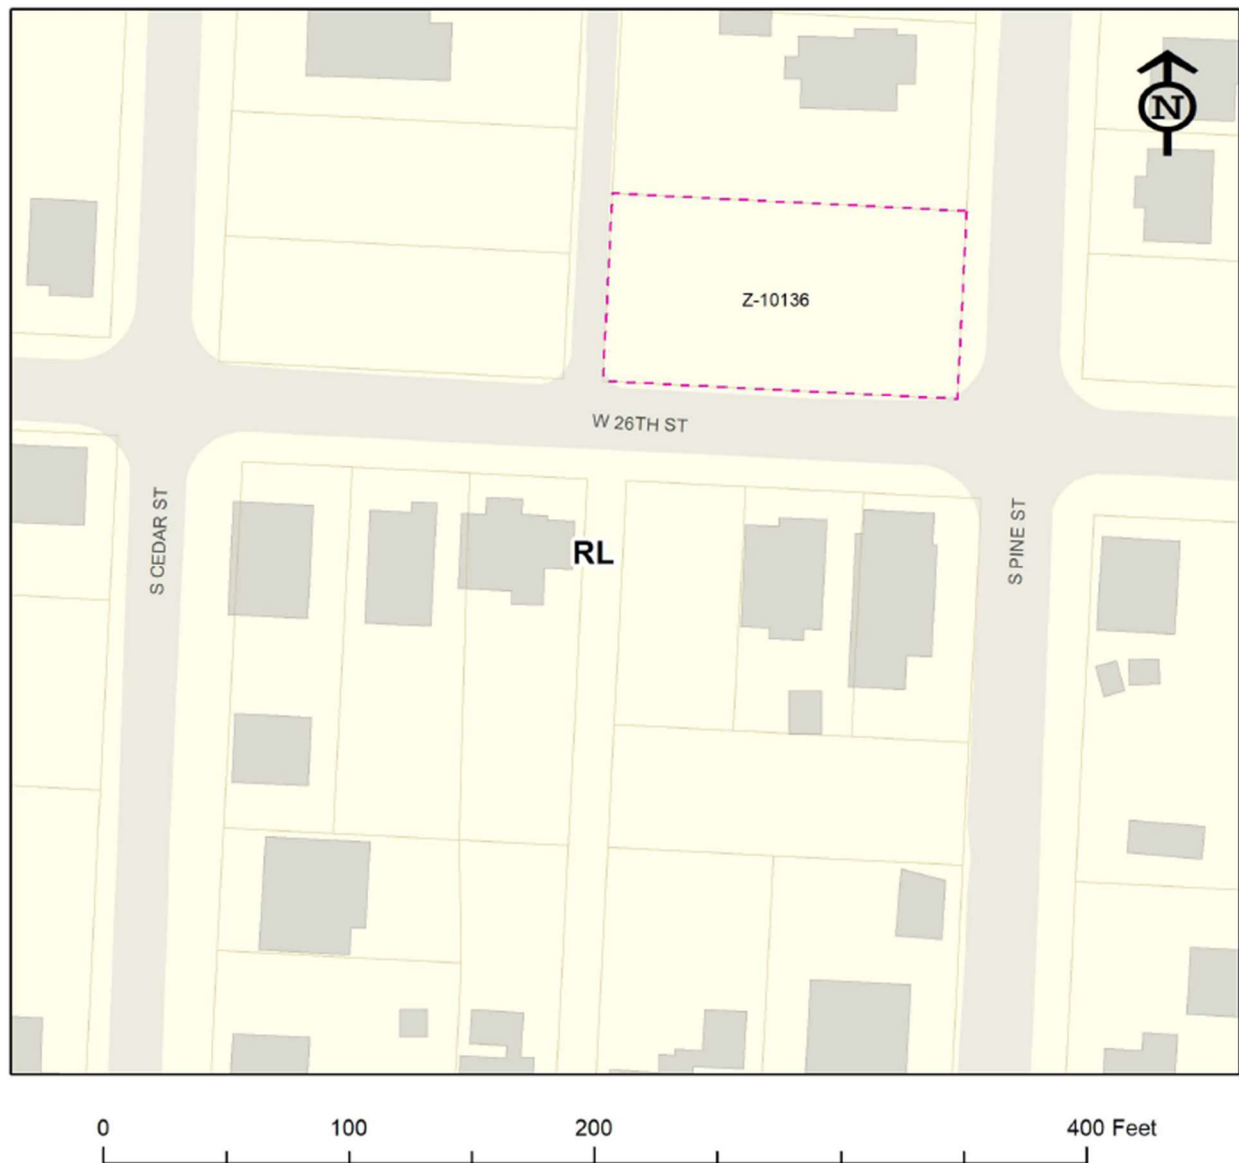 N
Z-10136
W 26TH ST
S CEDAR ST
S PINE ST
RL
0 100 200 400 Feet